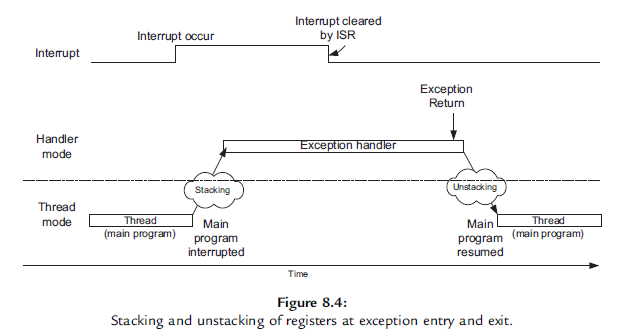 Interrupt cleared
by ISR
Interrupt occur
Interrupt
Exception
Return
Handler
mode
Exception handler
Stacking
Unstacking
Thread
mode
Thread
(main program)
Main
program
interrupted
Main
program
resumed
Thread
(main program)
Time
Figure 8.4:
Stacking and unstacking of registers at exception entry and exit.